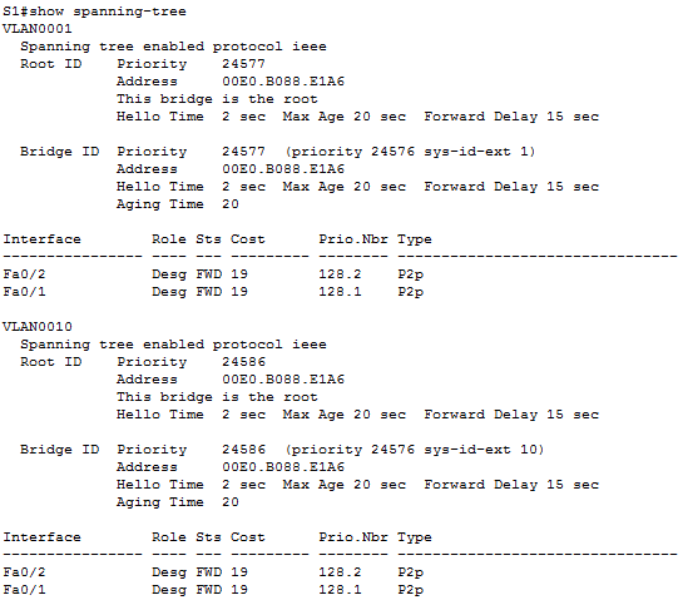 S1#show spanning-tree
VLAN0001
  Spanning tree enabled protocol ieee
  Root ID    Priority    24577
             Address     00E0.B088.E1A6
             This bridge is the root
             Hello Time  2 sec  Max Age 20 sec  Forward Delay 15 sec

  Bridge ID  Priority    24577  (priority 24576 sys-id-ext 1)
             Address     00E0.B088.E1A6
             Hello Time  2 sec  Max Age 20 sec  Forward Delay 15 sec
             Aging Time  20

Interface        Role Sts Cost      Prio.Nbr Type
---------------- ---- --- --------- -------- --------------------------------
Fa0/2            Desg FWD 19        128.2    P2p
Fa0/1            Desg FWD 19        128.1    P2p

VLAN0010
  Spanning tree enabled protocol ieee
  Root ID    Priority    24586
             Address     00E0.B088.E1A6
             This bridge is the root
             Hello Time  2 sec  Max Age 20 sec  Forward Delay 15 sec

  Bridge ID  Priority    24586  (priority 24576 sys-id-ext 10)
             Address     00E0.B088.E1A6
             Hello Time  2 sec  Max Age 20 sec  Forward Delay 15 sec
             Aging Time  20

Interface        Role Sts Cost      Prio.Nbr Type
---------------- ---- --- --------- -------- --------------------------------
Fa0/2            Desg FWD 19        128.2    P2p
Fa0/1            Desg FWD 19        128.1    P2p